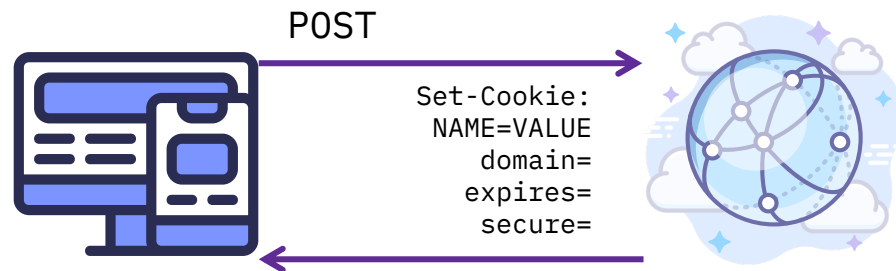 POST
Set-Cookie:
NAME=VALUE
domain=
expires=
secure=